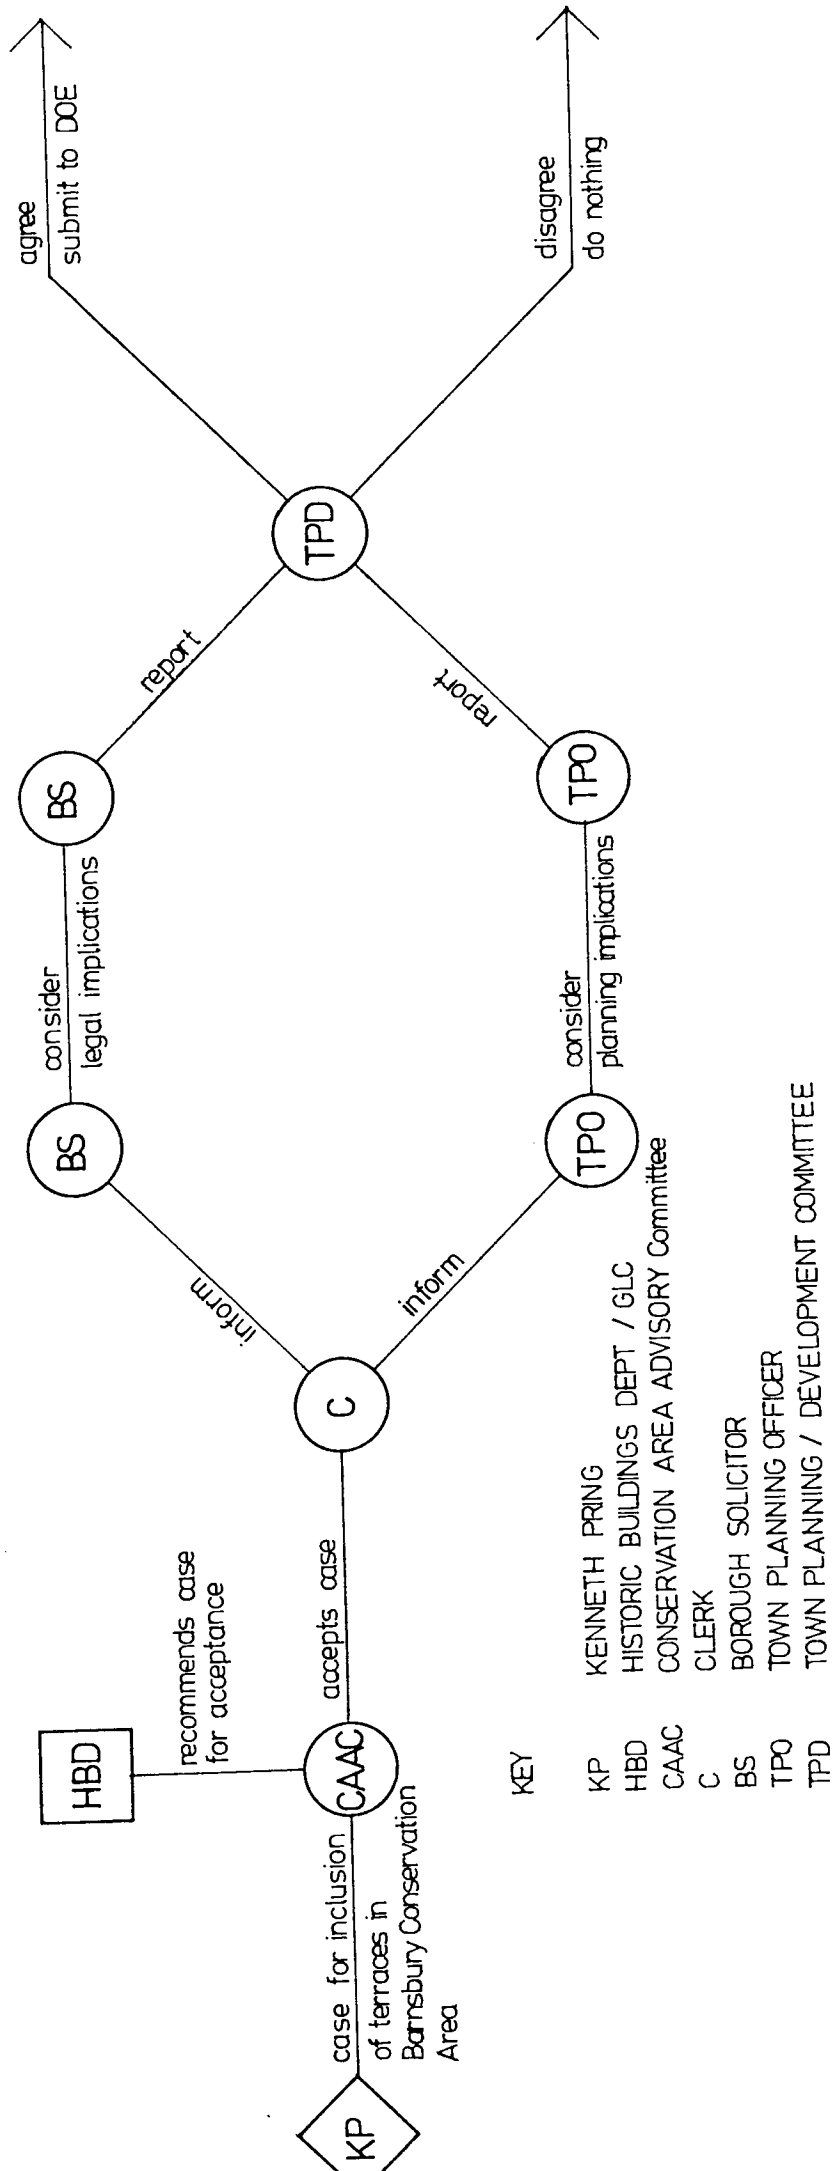 KP
case for inclusion
of terraces in
Barnsbury Conservation
Area
HBD
recommends case
for acceptance
CAAC
accepts case
C
inform
inform
BS
consider
legal implications
BS
report
TPO
consider
planning implications
TPO
report
TPD
agree
submit to DOE
disagree
do nothing
KEY
KP KENNETH PRING
HBD HISTORIC BUILDINGS DEPT / GLC
CAAC CONSERVATION AREA ADVISORY Committee
C CLERK
BS BOROUGH SOLICITOR
TPO TOWN PLANNING OFFICER
TPD TOWN PLANNING / DEVELOPMENT COMMITTEE